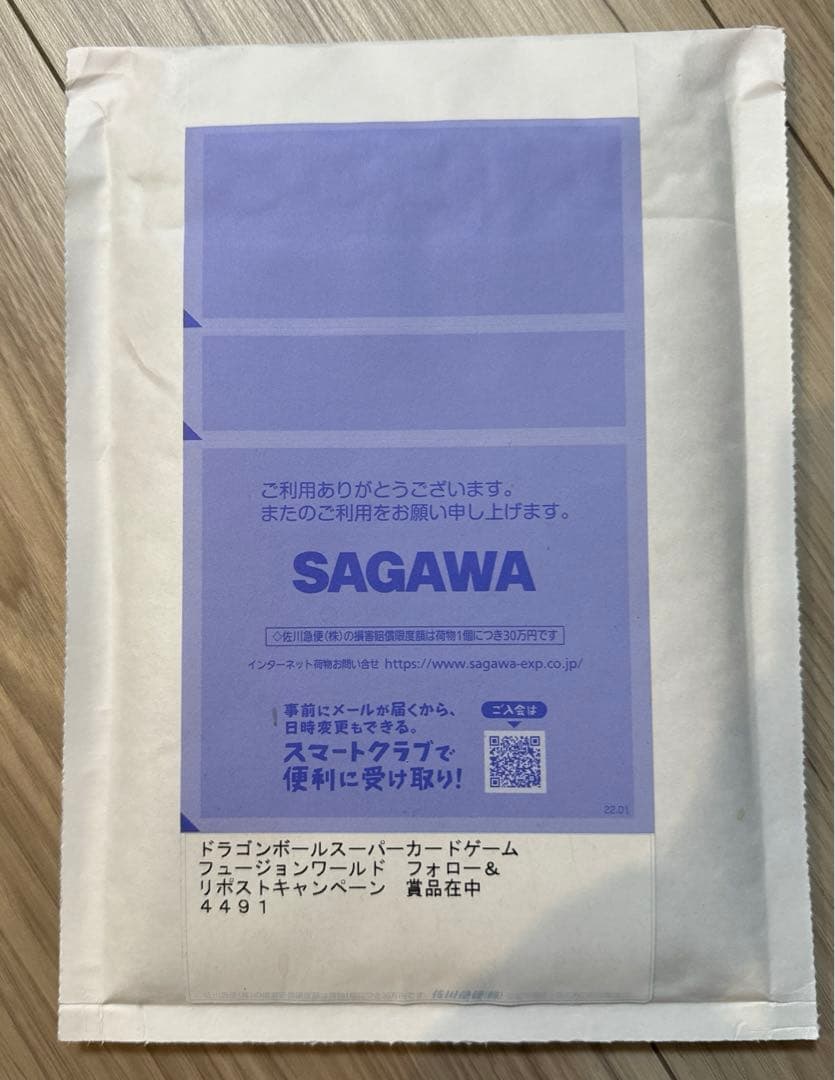 ご利用ありがとうございます。
またのご利用をお願い申し上げます。
SAGAWA
◇佐川急便(株)の損害賠償限度額は荷物1個につき30万円です
インターネット荷物お問い合せ https://www.sagawa-exp.co.jp/
事前にメールが届くから、
日時変更もできる。
スマートクラブで
便利に受け取り!
ご入会は
22.01
ドラゴンボールスーパーカードゲーム
フュージョンワールド　フォロー&
リポストキャンペーン　賞品在中
4491
佐川急便(株)